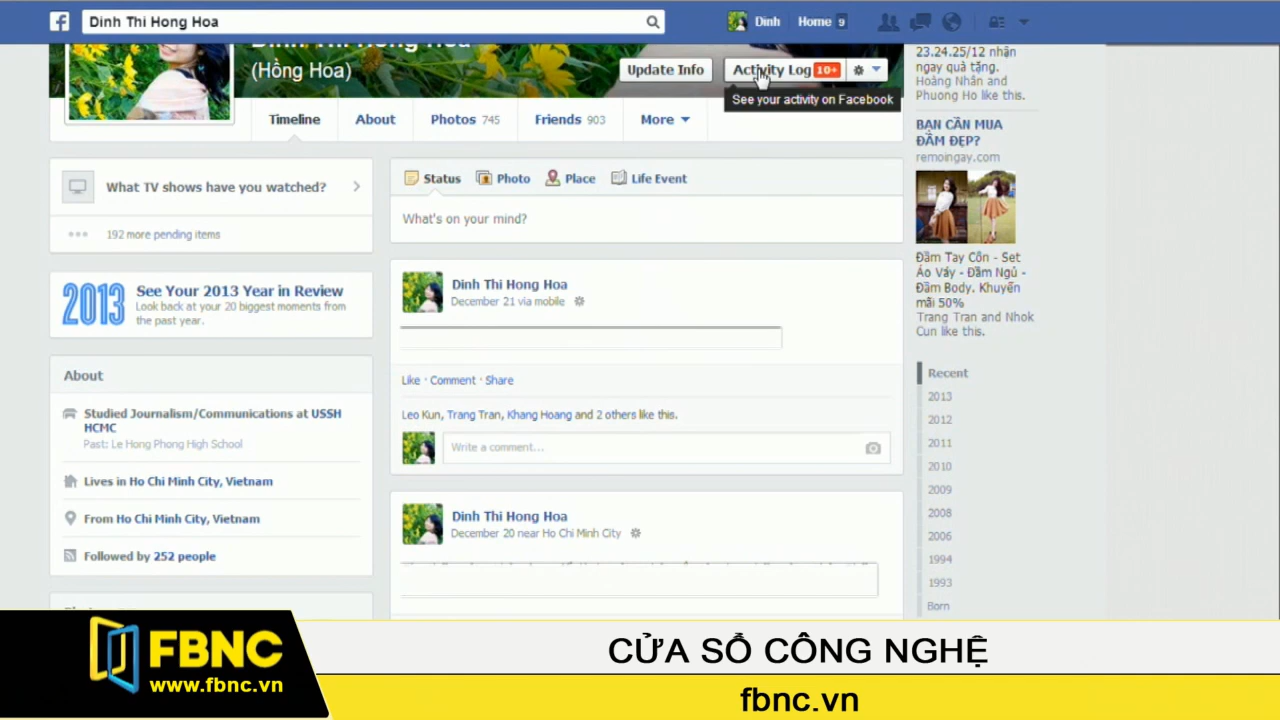 Dinh Thi Hong Hoa
Dinh
Home 9
Dinh Thi Hong Hoa
(Hồng Hoa)
Update Info
Activity Log 10+
See your activity on Facebook
Timeline
About
Photos 745
Friends 903
More
What TV shows have you watched?
192 more pending items
2013
See Your 2013 Year in Review
Look back at your 20 biggest moments from
the past year.
About
Studied Journalism/Communications at USSH
HCMC
Past: Le Hong Phong High School
Lives in Ho Chi Minh City, Vietnam
From Ho Chi Minh City, Vietnam
Followed by 252 people
Status
Photo
Place
Life Event
What's on your mind?
Dinh Thi Hong Hoa
December 21 via mobile
Like · Comment · Share
Leo Kun, Trang Tran, Khang Hoang and 2 others like this.
Write a comment...
Dinh Thi Hong Hoa
December 20 near Ho Chi Minh City
23.24.25/12 nhận
ngay quà tặng.
Hoàng Nhân and
Phuong Ho like this.
BẠN CẦN MUA
ĐẦM ĐẸP?
remoingay.com
Đầm Tay Côn - Set
Áo Váy - Đầm Ngủ -
Đầm Body. Khuyến
mãi 50%
Trang Tran and Nhok
Cun like this.
Recent
2013
2012
2011
2010
2009
2008
2006
1994
1993
Born
FBNC
www.fbnc.vn
CỬA SỔ CÔNG NGHỆ
fbnc.vn